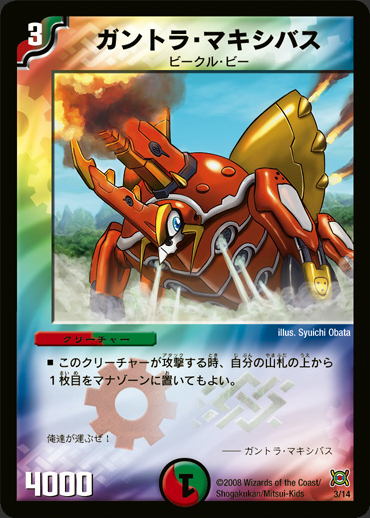 3
ガントラ・マキシバス
ビークル・ビー
illus. Syuichi Obata
クリーチャー
■ このクリーチャーが攻撃する時、自分の山札の上から
1枚目をマナゾーンに置いてもよい。
俺達が運ぶぜ！
── ガントラ・マキシバス
4000
1
©2008 Wizards of the Coast/
Shogakukan/Mitsui-Kids
3/14